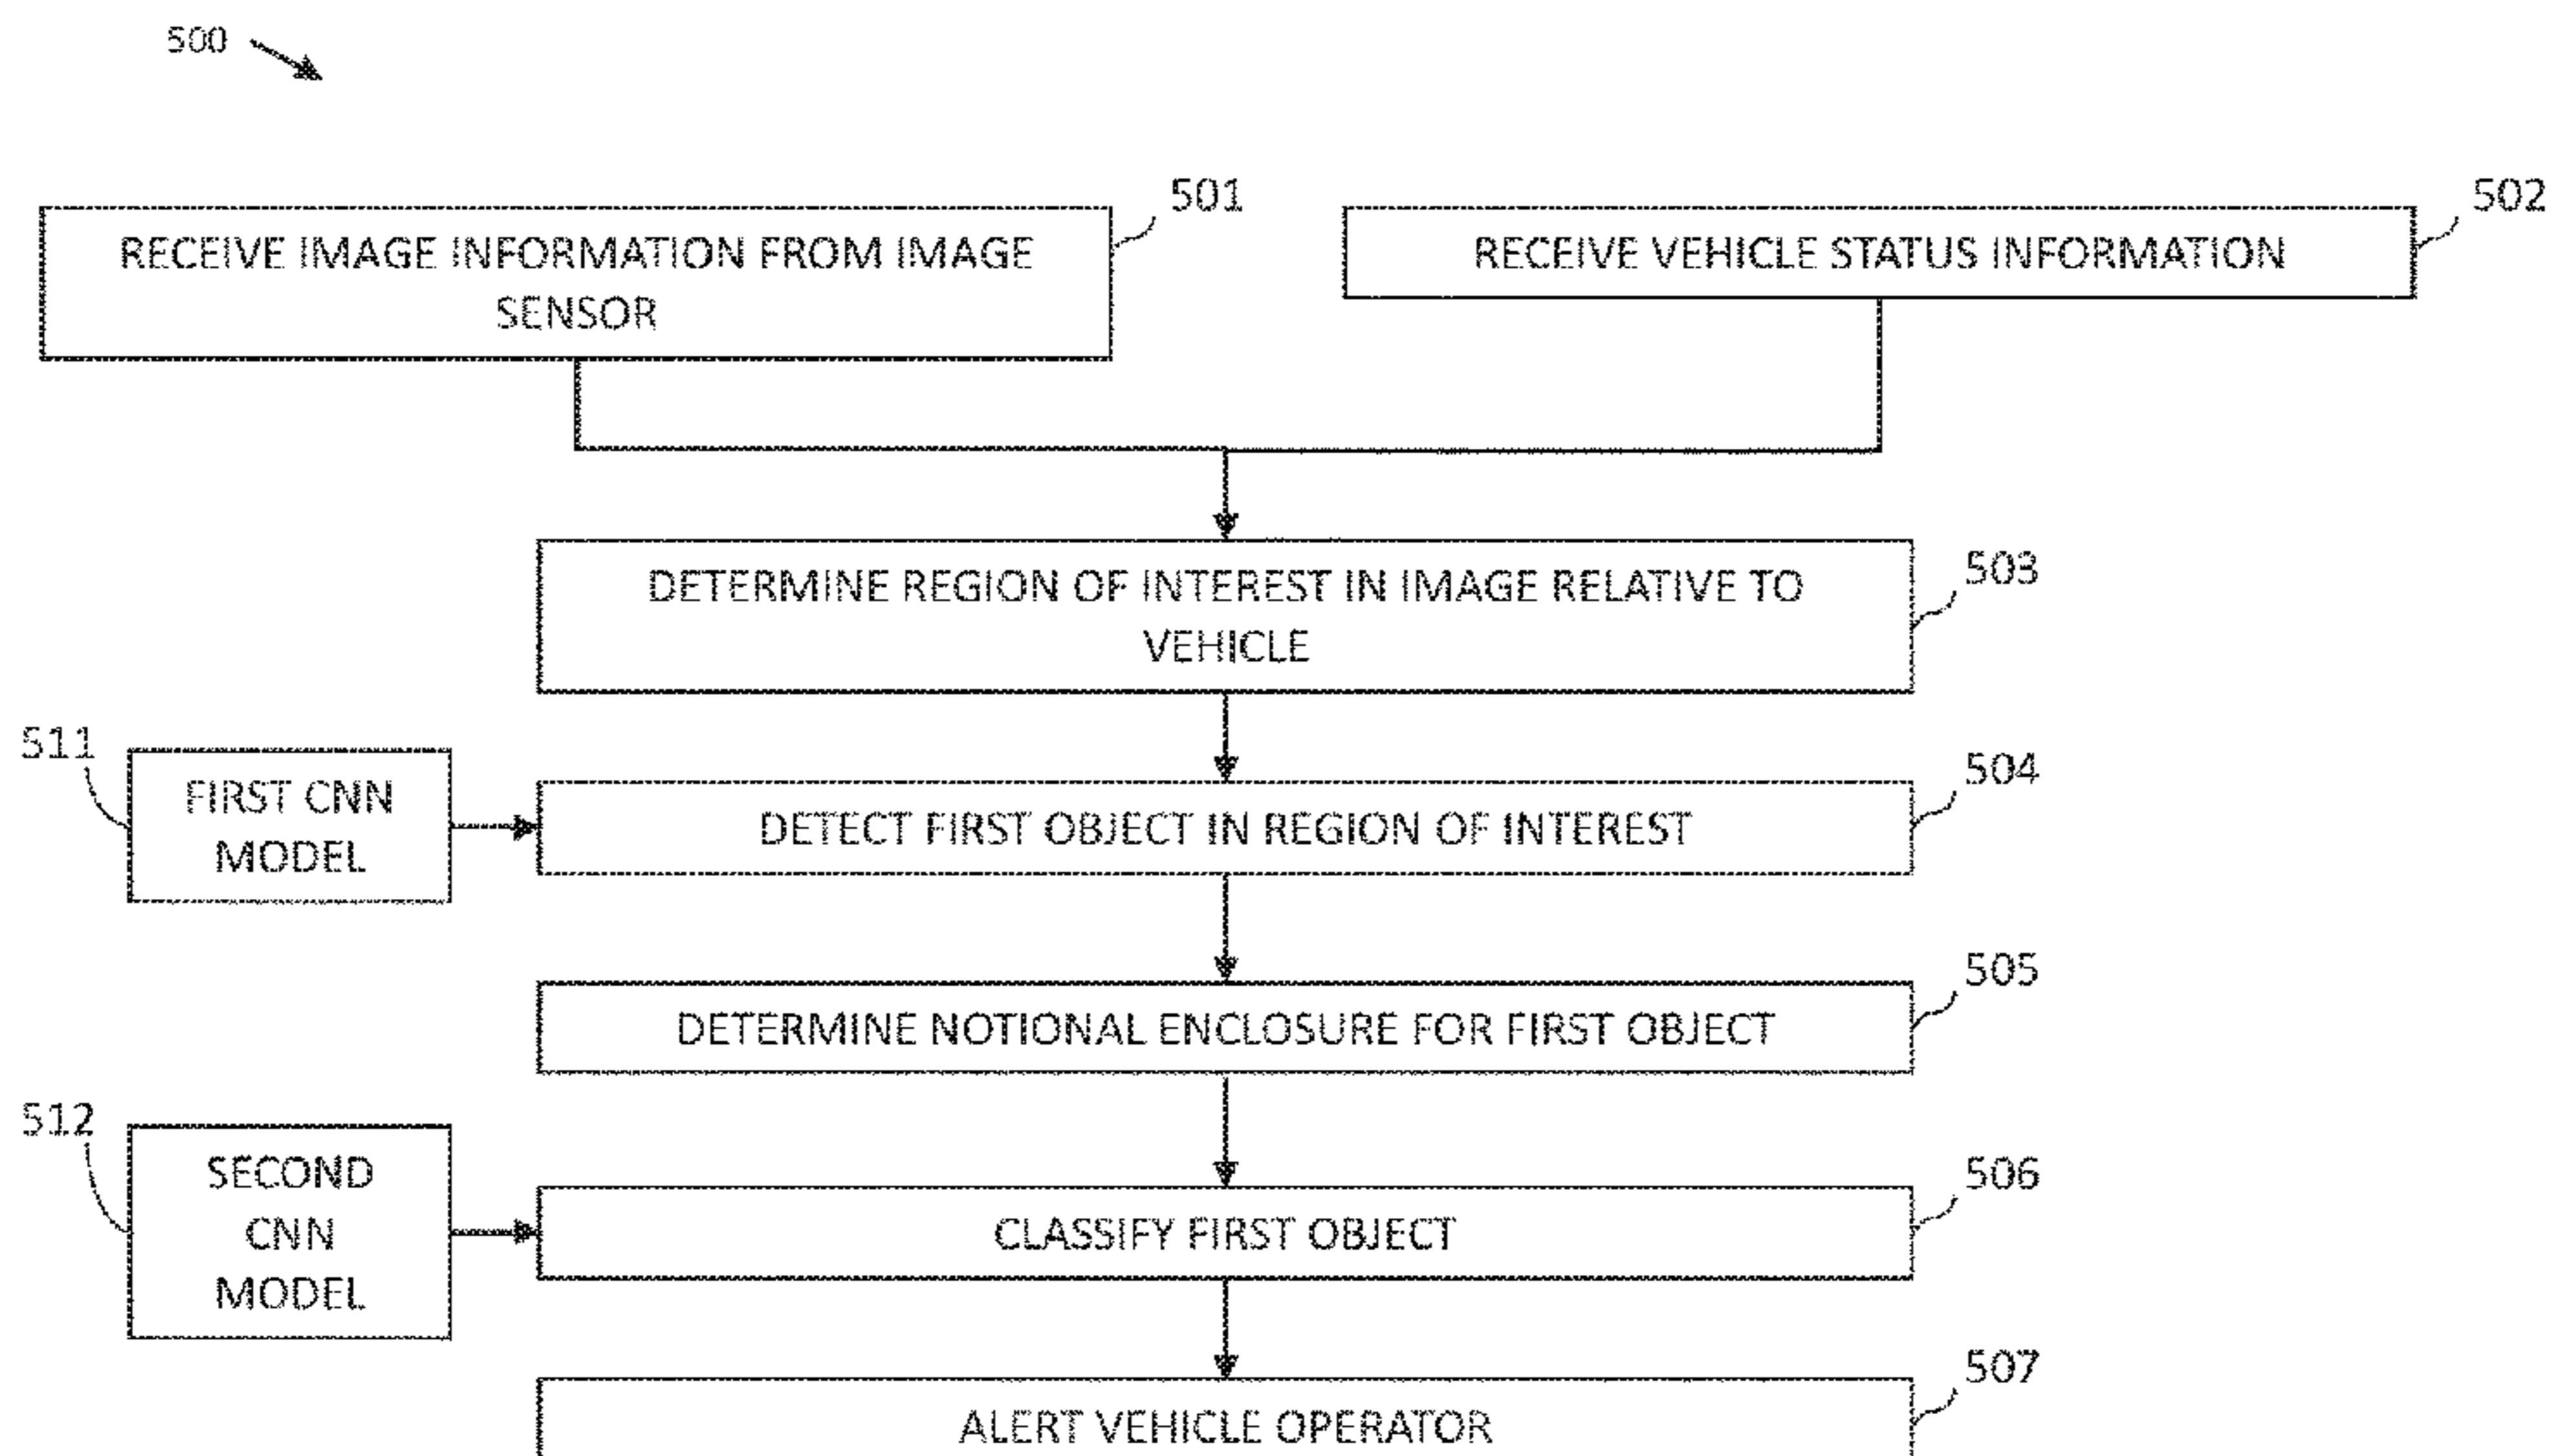 500
501
502
RECEIVE IMAGE INFORMATION FROM IMAGE
SENSOR
RECEIVE VEHICLE STATUS INFORMATION
503
DETERMINE REGION OF INTEREST IN IMAGE RELATIVE TO
VEHICLE
511
FIRST CNN
MODEL
504
DETECT FIRST OBJECT IN REGION OF INTEREST
505
DETERMINE NOTIONAL ENCLOSURE FOR FIRST OBJECT
512
SECOND
CNN
MODEL
506
CLASSIFY FIRST OBJECT
507
ALERT VEHICLE OPERATOR